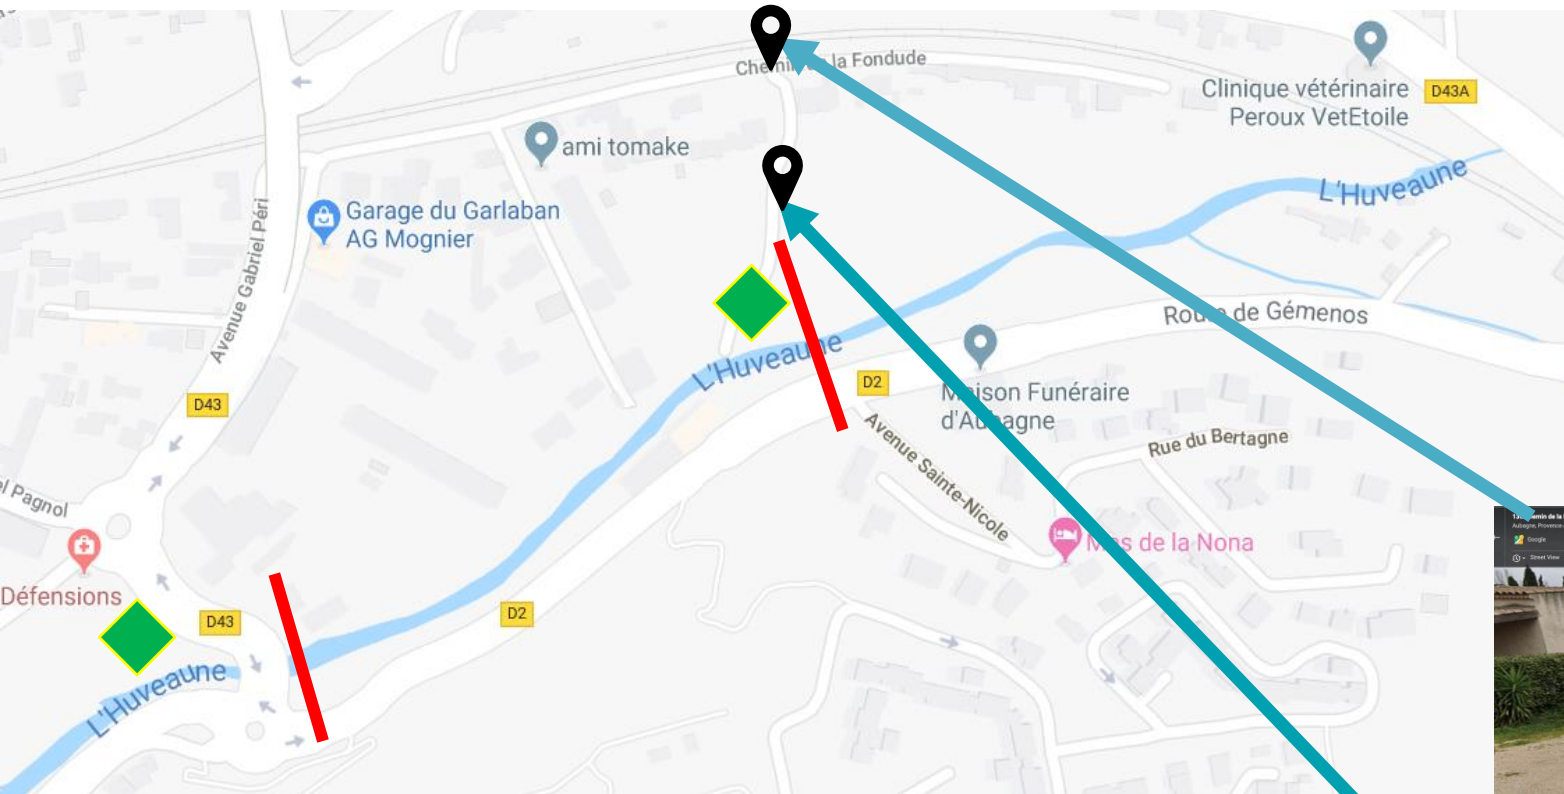 Chemin de la Fondude
Clinique vétérinaire
Peroux VetEtoile
D43A
ami tomake
L'Huveaune
Garage du Garlaban
AG Mognier
Avenue Gabriel Péri
Route de Gémenos
L'Huveaune
D2
Maison Funéraire
d'Aubagne
D43
Avenue Sainte-Nicole
Rue du Bertagne
Pagnol
Mas de la Nona
Défensions
D43
D2
L'Huveaune
Google
Street View